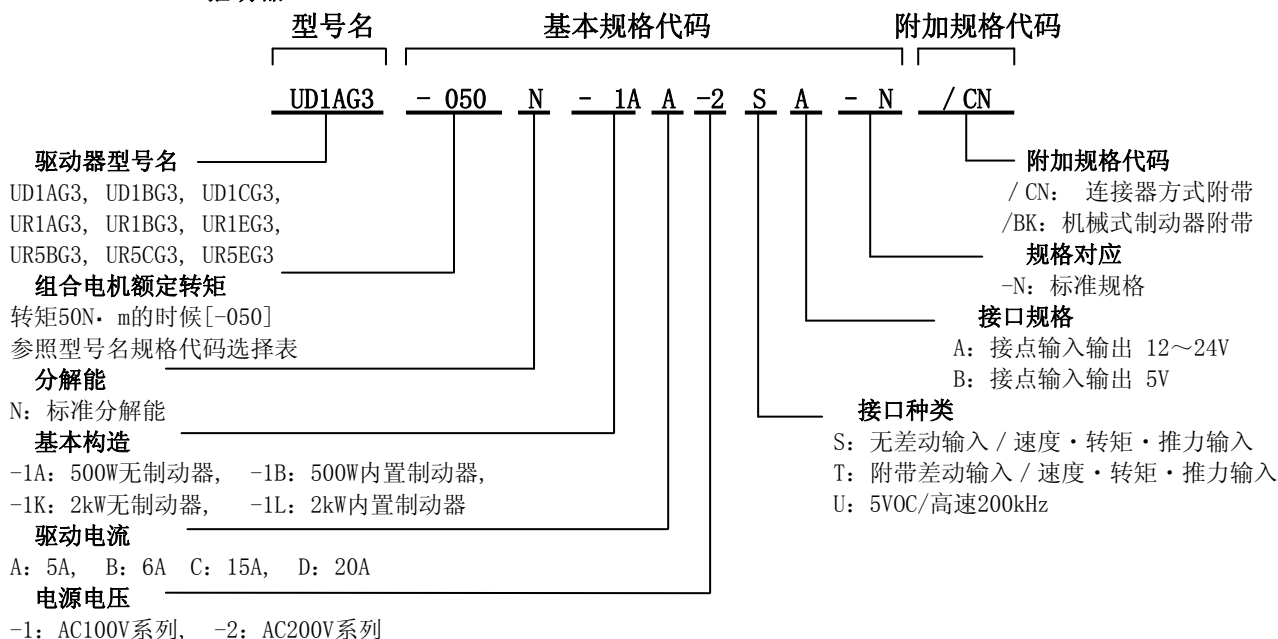 型号名 基本规格代码 附加规格代码
UD1AG3 - 050 N - 1A A -2 S A - N / CN
驱动器型号名
UD1AG3, UD1BG3, UD1CG3,
UR1AG3, UR1BG3, UR1EG3,
UR5BG3, UR5CG3, UR5EG3
组合电机额定转矩
转矩50N·m的时候[-050]
参照型号名规格代码选择表
分解能
N: 标准分解能
基本构造
-1A: 500W无制动器, -1B: 500W内置制动器,
-1K: 2kW无制动器, -1L: 2kW内置制动器
驱动电流
A: 5A, B: 6A C: 15A, D: 20A
电源电压
-1: AC100V系列, -2: AC200V系列
附加规格代码
/ CN: 连接器方式附带
/BK: 机械式制动器附带
规格对应
-N: 标准规格
接口规格
A: 接点输入输出 12～24V
B: 接点输入输出 5V
接口种类
S: 无差动输入 / 速度・转矩・推力输入
T: 附带差动输入 / 速度・转矩・推力输入
U: 5VOC/高速200kHz